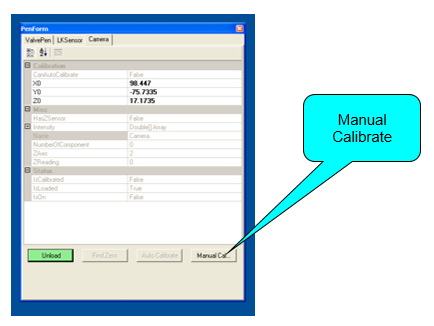 PenForm
ValvePen LKSensor Camera
Calibration
CanAutoCalibrate False
X0 98.447
Y0 -75.7335
Z0 17.1735
Misc
HasZSensor False
Intensity Double[] Array
Name Camera
NumberOfComponent 0
ZAxis 2
ZReading 0
Status
IsCalibrated False
IsLoaded True
IsOn False
Unload Find Zero Auto Calibrate Manual Cal...
Manual
Calibrate